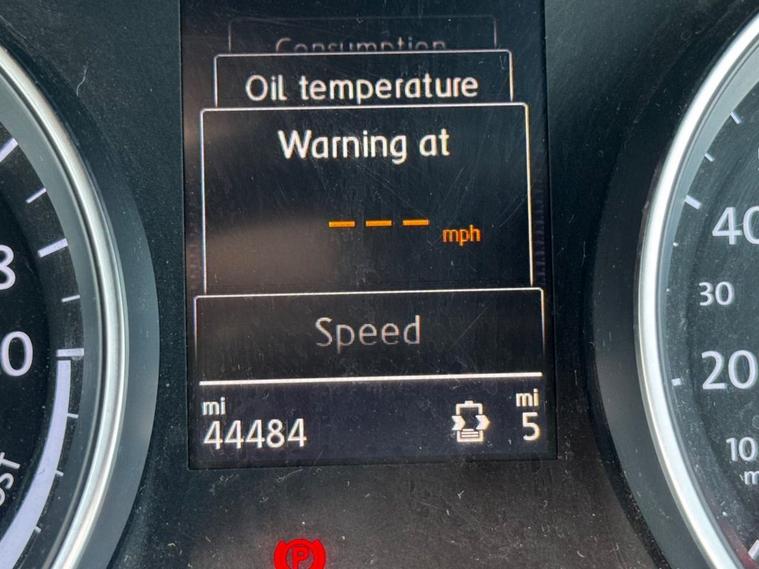 Consumption
Oil temperature
Warning at
--- mph
Speed
mi
44484
mi
5
40
30
20
10
P